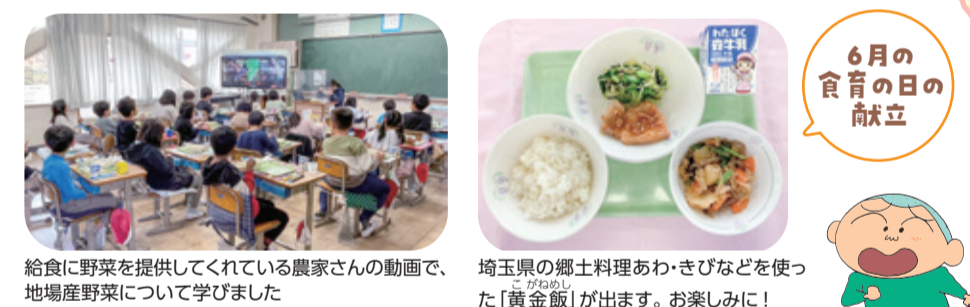 給食に野菜を提供してくれている農家さんの動画で、
地場産野菜について学びました
わたぼく
牛乳
埼玉県の郷土料理あわ・きびなどを使っ
た「黄金飯」が出ます。お楽しみに！
こがねめし
6月の
食育の日の
献立